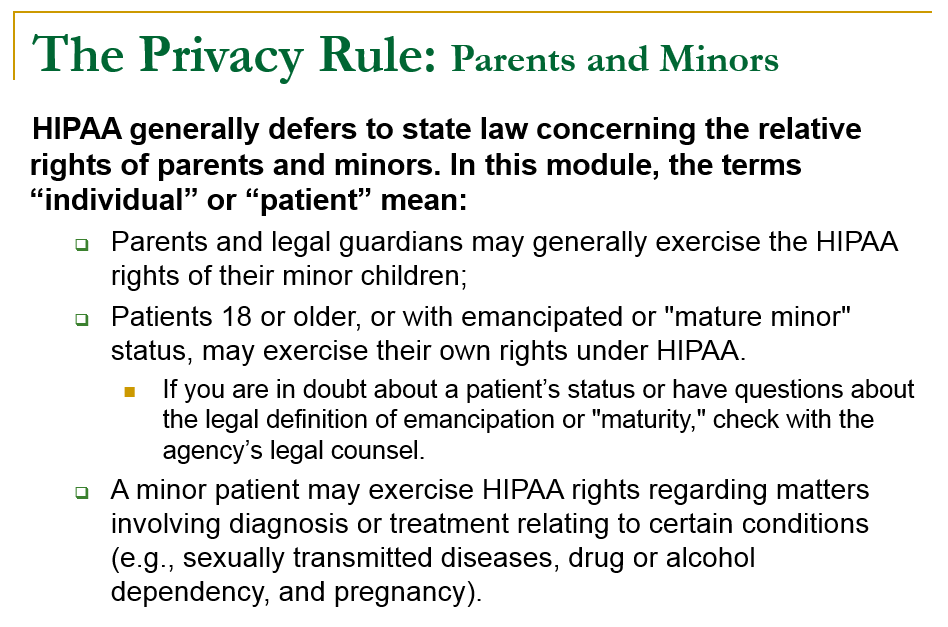 The Privacy Rule: Parents and Minors
HIPAA generally defers to state law concerning the relative
rights of parents and minors. In this module, the terms
“individual” or “patient” mean:
Parents and legal guardians may generally exercise the HIPAA
rights of their minor children;
Patients 18 or older, or with emancipated or "mature minor"
status, may exercise their own rights under HIPAA.
If you are in doubt about a patient’s status or have questions about
the legal definition of emancipation or "maturity," check with the
agency’s legal counsel.
A minor patient may exercise HIPAA rights regarding matters
involving diagnosis or treatment relating to certain conditions
(e.g., sexually transmitted diseases, drug or alcohol
dependency, and pregnancy).